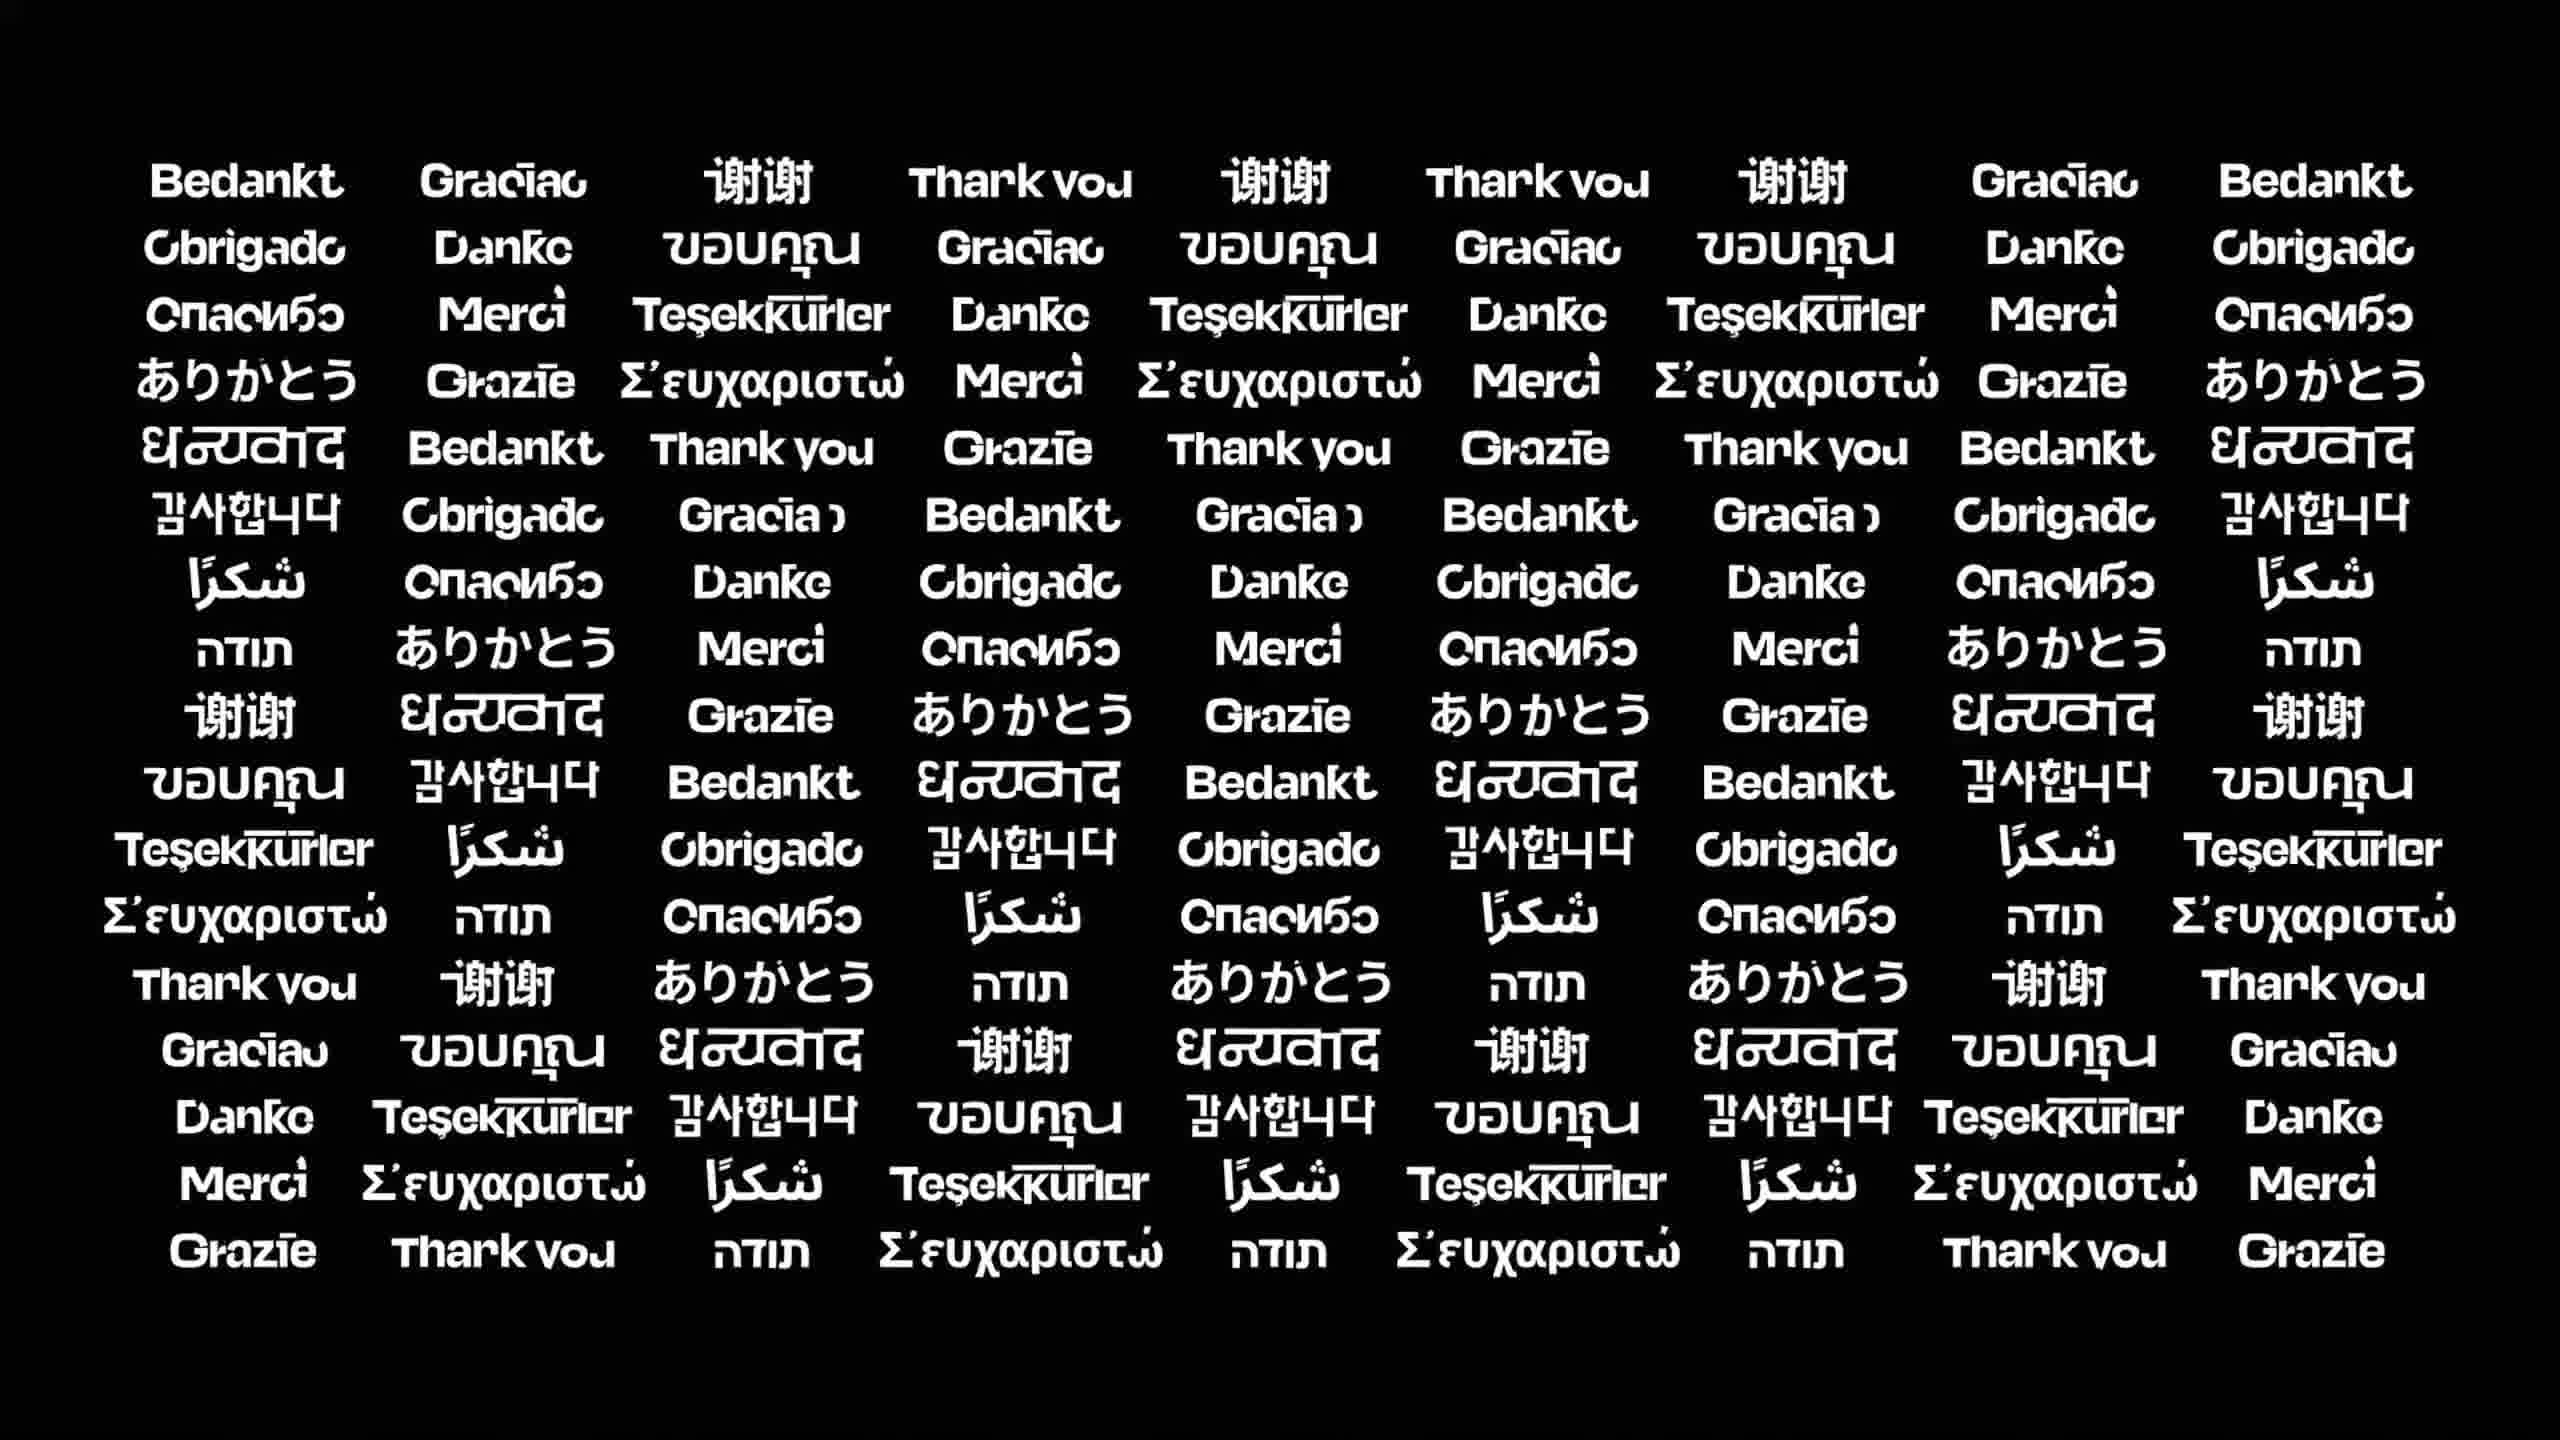 Bedankt Gracias 谢谢 Thank you 谢谢 Thank you 谢谢 Gracias Bedankt
Obrigado Danke ขอบคุณ Gracias ขอบคุณ Gracias ขอบคุณ Danke Obrigado
Спасибо Merci Teşekkürler Danke Teşekkürler Danke Teşekkürler Merci Спасибо
ありがとう Grazie Σ'ευχαριστώ Merci Σ'ευχαριστώ Merci Σ'ευχαριστώ Grazie ありがとう
धन्यवाद Bedankt Thank you Grazie Thank you Grazie Thank you Bedankt धन्यवाद
감사합니다 Obrigado Gracias Bedankt Gracias Bedankt Gracias Obrigado 감사합니다
شكرًا Спасибо Danke Obrigado Danke Obrigado Danke Спасибо شكرًا
תודה ありがとう Merci Спасибо Merci Спасибо Merci ありがとう תודה
谢谢 धन्यवाद Grazie ありがとう Grazie ありがとう Grazie धन्यवाद 谢谢
ขอบคุณ 감사합니다 Bedankt धन्यवाद Bedankt धन्यवाद Bedankt 감사합니다 ขอบคุณ
Teşekkürler شكرًا Obrigado 감사합니다 Obrigado 감사합니다 Obrigado شكرًا Teşekkürler
Σ'ευχαριστώ תודה Спасибо شكرًا Спасибо شكرًا Спасибо תודה Σ'ευχαριστώ
Thank you 谢谢 ありがとう תודה ありがとう תודה ありがとう 谢谢 Thank you
Gracias ขอบคุณ धन्यवाद 谢谢 धन्यवाद 谢谢 धन्यवाद ขอบคุณ Gracias
Danke Teşekkürler 감사합니다 ขอบคุณ 감사합니다 ขอบคุณ 감사합니다 Teşekkürler Danke
Merci Σ'ευχαριστώ شكرًا Teşekkürler شكرًا Teşekkürler شكرًا Σ'ευχαριστώ Merci
Grazie Thank you תודה Σ'ευχαριστώ תודה Σ'ευχαριστώ תודה Thank you Grazie